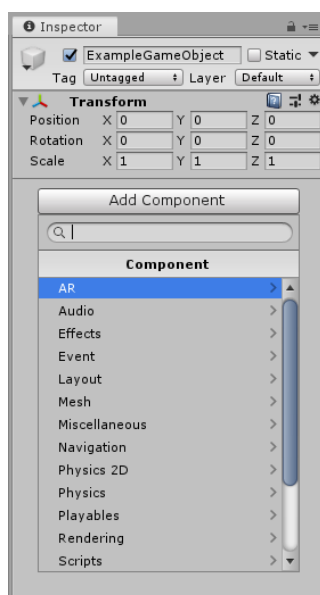 Inspector
ExampleGameObject Static
Tag Untagged Layer Default
Transform
Position X 0 Y 0 Z 0
Rotation X 0 Y 0 Z 0
Scale X 1 Y 1 Z 1
Add Component
Component
AR
Audio
Effects
Event
Layout
Mesh
Miscellaneous
Navigation
Physics 2D
Physics
Playables
Rendering
Scripts